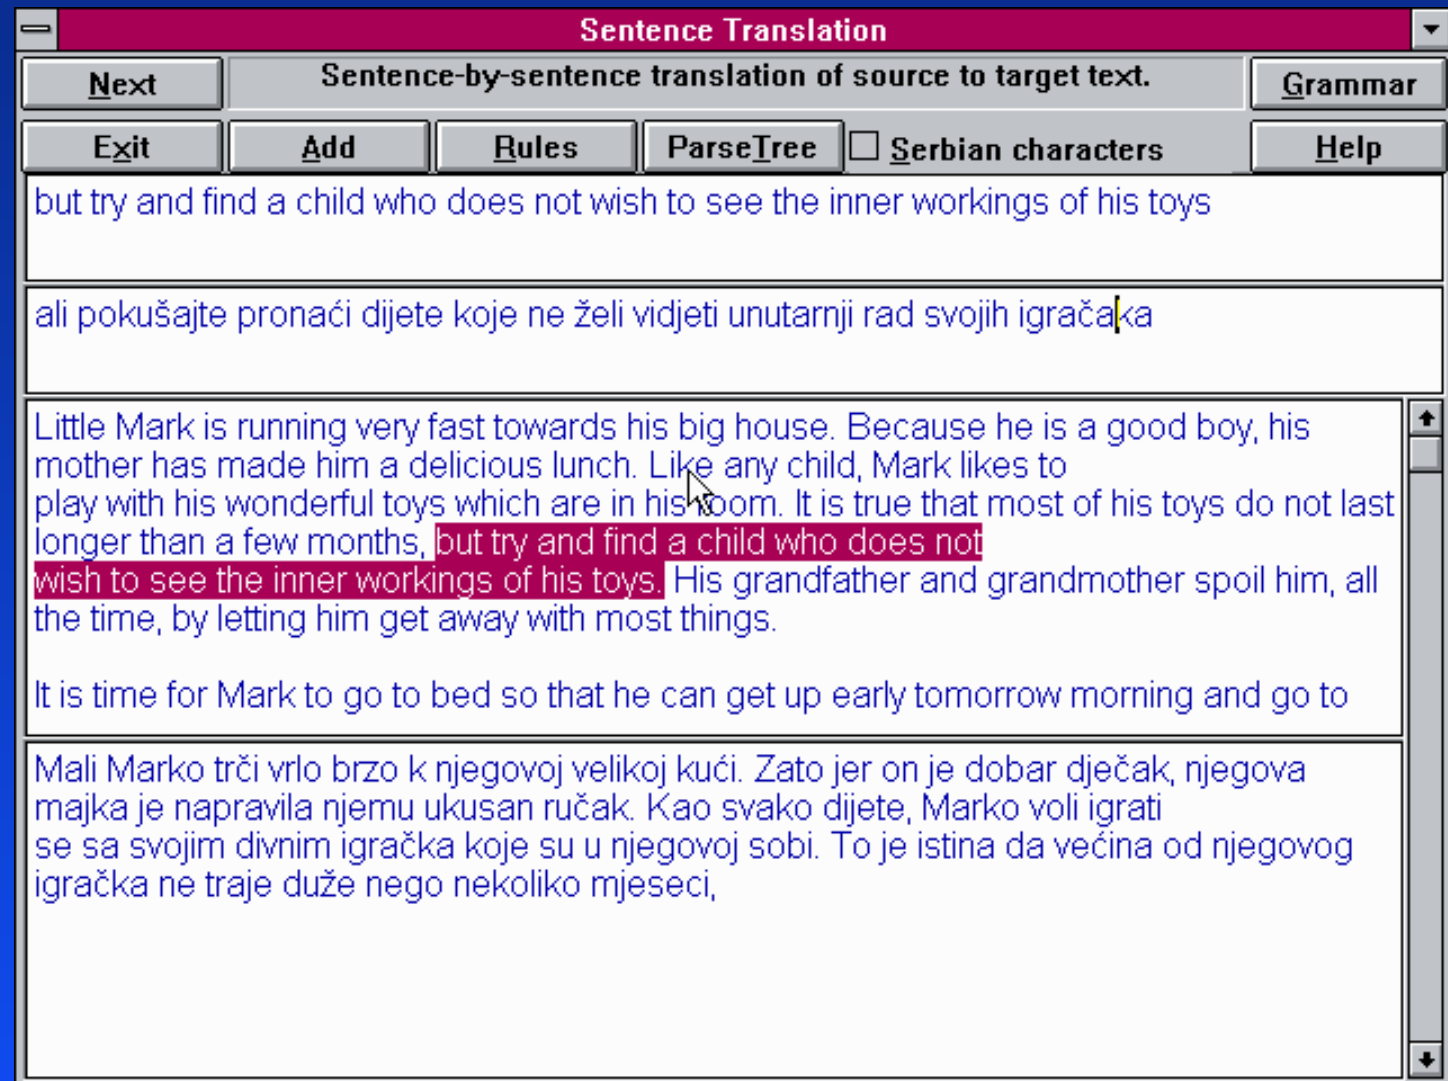 Sentence Translation
Next
Sentence-by-sentence translation of source to target text.
Grammar
Exit
Add
Rules
ParseTree
Serbian characters
Help
but try and find a child who does not wish to see the inner workings of his toys
ali pokušajte pronaći dijete koje ne želi vidjeti unutarnji rad svojih igračaka
Little Mark is running very fast towards his big house. Because he is a good boy, his
mother has made him a delicious lunch. Like any child, Mark likes to
play with his wonderful toys which are in his room. It is true that most of his toys do not last
longer than a few months, but try and find a child who does not
wish to see the inner workings of his toys. His grandfather and grandmother spoil him, all
the time, by letting him get away with most things.
It is time for Mark to go to bed so that he can get up early tomorrow morning and go to
Mali Marko trči vrlo brzo k njegovoj velikoj kući. Zato jer on je dobar dječak, njegova
majka je napravila njemu ukusan ručak. Kao svako dijete, Marko voli igrati
se sa svojim divnim igračka koje su u njegovoj sobi. To je istina da većina od njegovog
igračka ne traje duže nego nekoliko mjeseci,